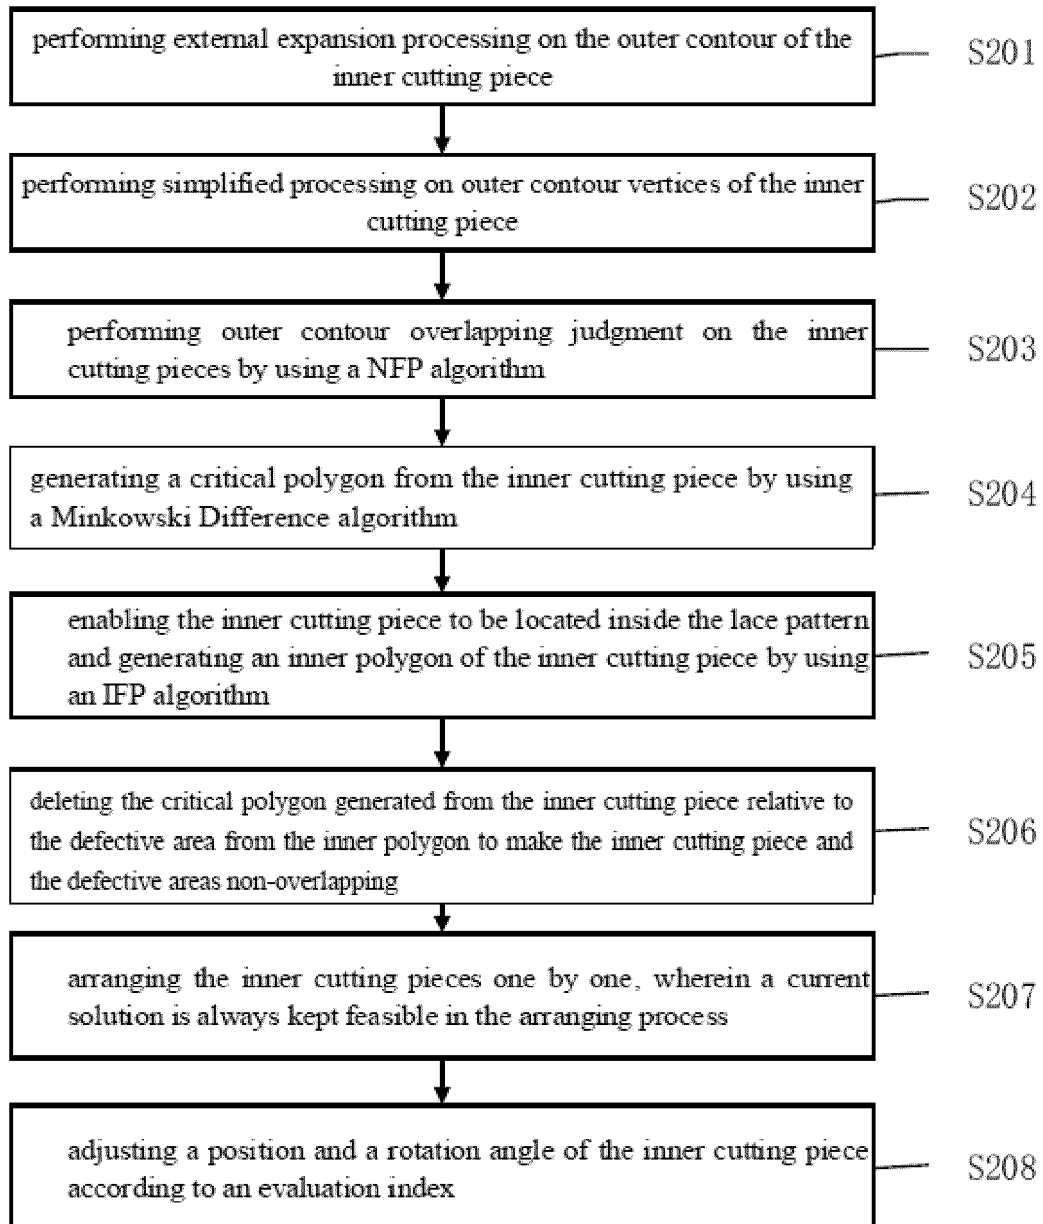 performing external expansion processing on the outer contour of the
inner cutting piece
S201
performing simplified processing on outer contour vertices of the inner
cutting piece
S202
performing outer contour overlapping judgment on the inner
cutting pieces by using a NFP algorithm
S203
generating a critical polygon from the inner cutting piece by using
a Minkowski Difference algorithm
S204
enabling the inner cutting piece to be located inside the lace pattern
and generating an inner polygon of the inner cutting piece by using
an IFP algorithm
S205
deleting the critical polygon generated from the inner cutting piece relative to
the defective area from the inner polygon to make the inner cutting piece and
the defective areas non-overlapping
S206
arranging the inner cutting pieces one by one, wherein a current
solution is always kept feasible in the arranging process
S207
adjusting a position and a rotation angle of the inner cutting piece
according to an evaluation index
S208